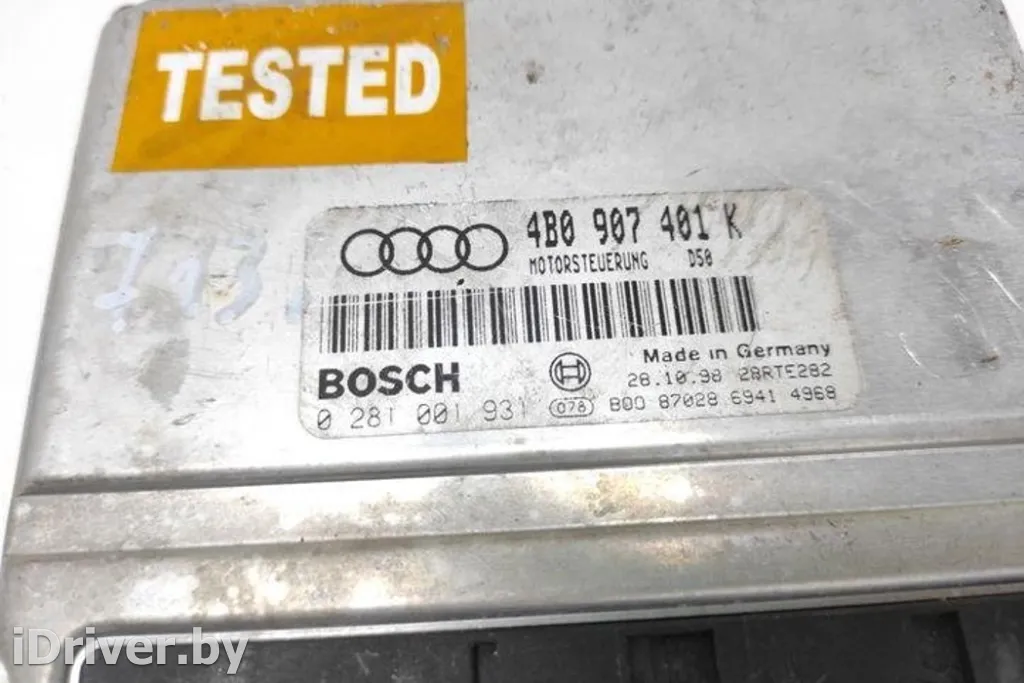 TESTED
4B0 907 401 K
MOTORSTEUERUNG D50
BOSCH
Made in Germany
28.10.98 28RTE282
0 281 001 931 078 B00 87028 6941 4968
iDriver.by